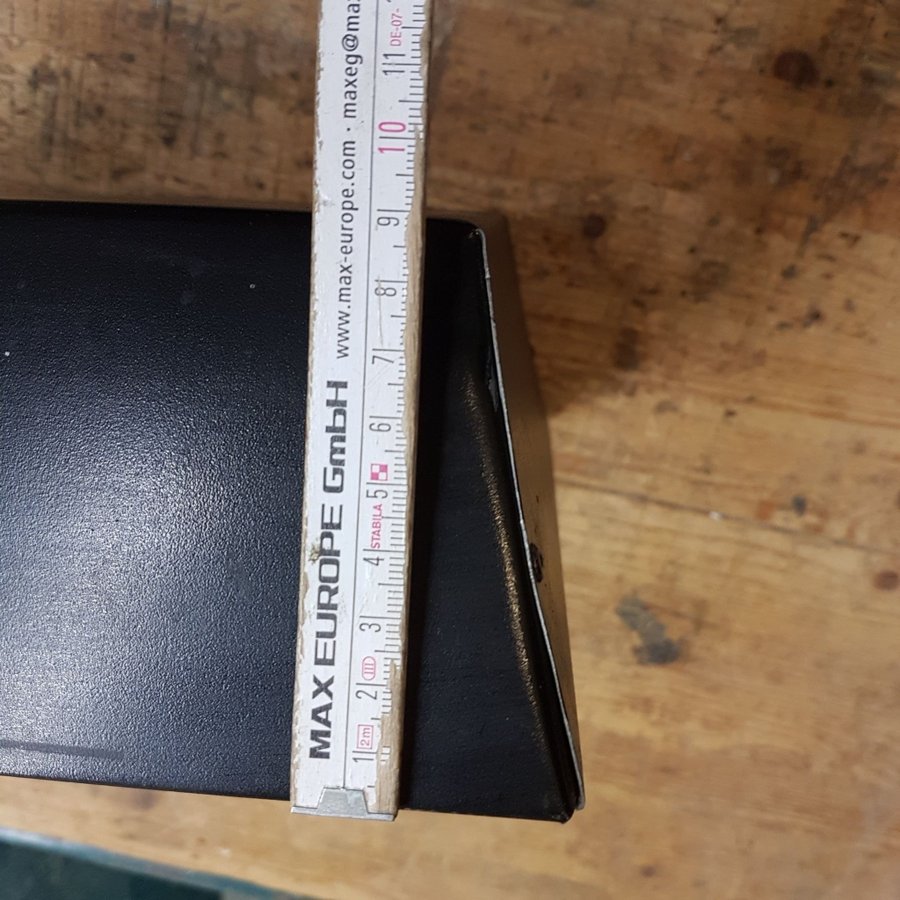 MAX EUROPE GmbH www.max-europe.com · maxeg@max
1 2 3 4 5 6 7 8 9 10 11
2m
STABILA
DE-07-